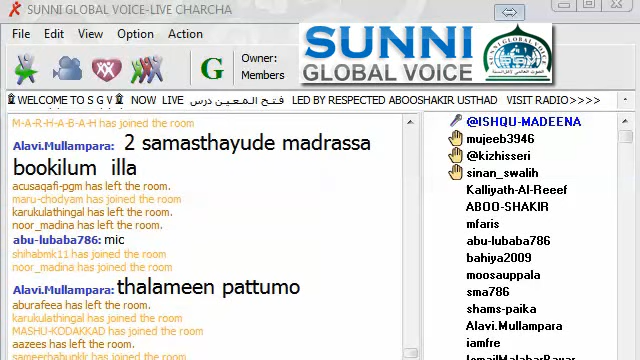 SUNNI GLOBAL VOICE-LIVE CHARCHA
File Edit View Option Action
SUNNI
GLOBAL VOICE
G Owner:
Members
WELCOME TO S G V NOW LIVE فتح المعين درس LED BY RESPECTED ABOOSHAKIR USTHAD VISIT RADIO>>>>
M-A-R-H-A-B-A-H has joined the room
Alavi.Mullampara: 2 samasthayude madrassa
bookilum illa
acusaqafi-pgm has left the room.
maru-chodyam has joined the room
karukulathingal has left the room.
noor_madina has left the room.
abu-lubaba786: mic
shihabmk11 has joined the room
noor_madina has joined the room
Alavi.Mullampara: thalameen pattumo
aburafeea has left the room.
karukulathingal has joined the room
MASHU-KODAKKAD has joined the room
aazees has left the room.
@ISHQU-MADEENA
mujeeb3946
@kizhisseri
sinan_swalih
Kalliyath-Al-Reeef
ABOO-SHAKIR
mfaris
abu-lubaba786
bahiya2009
moosauppala
sma786
shams-paika
Alavi.Mullampara
iamfre